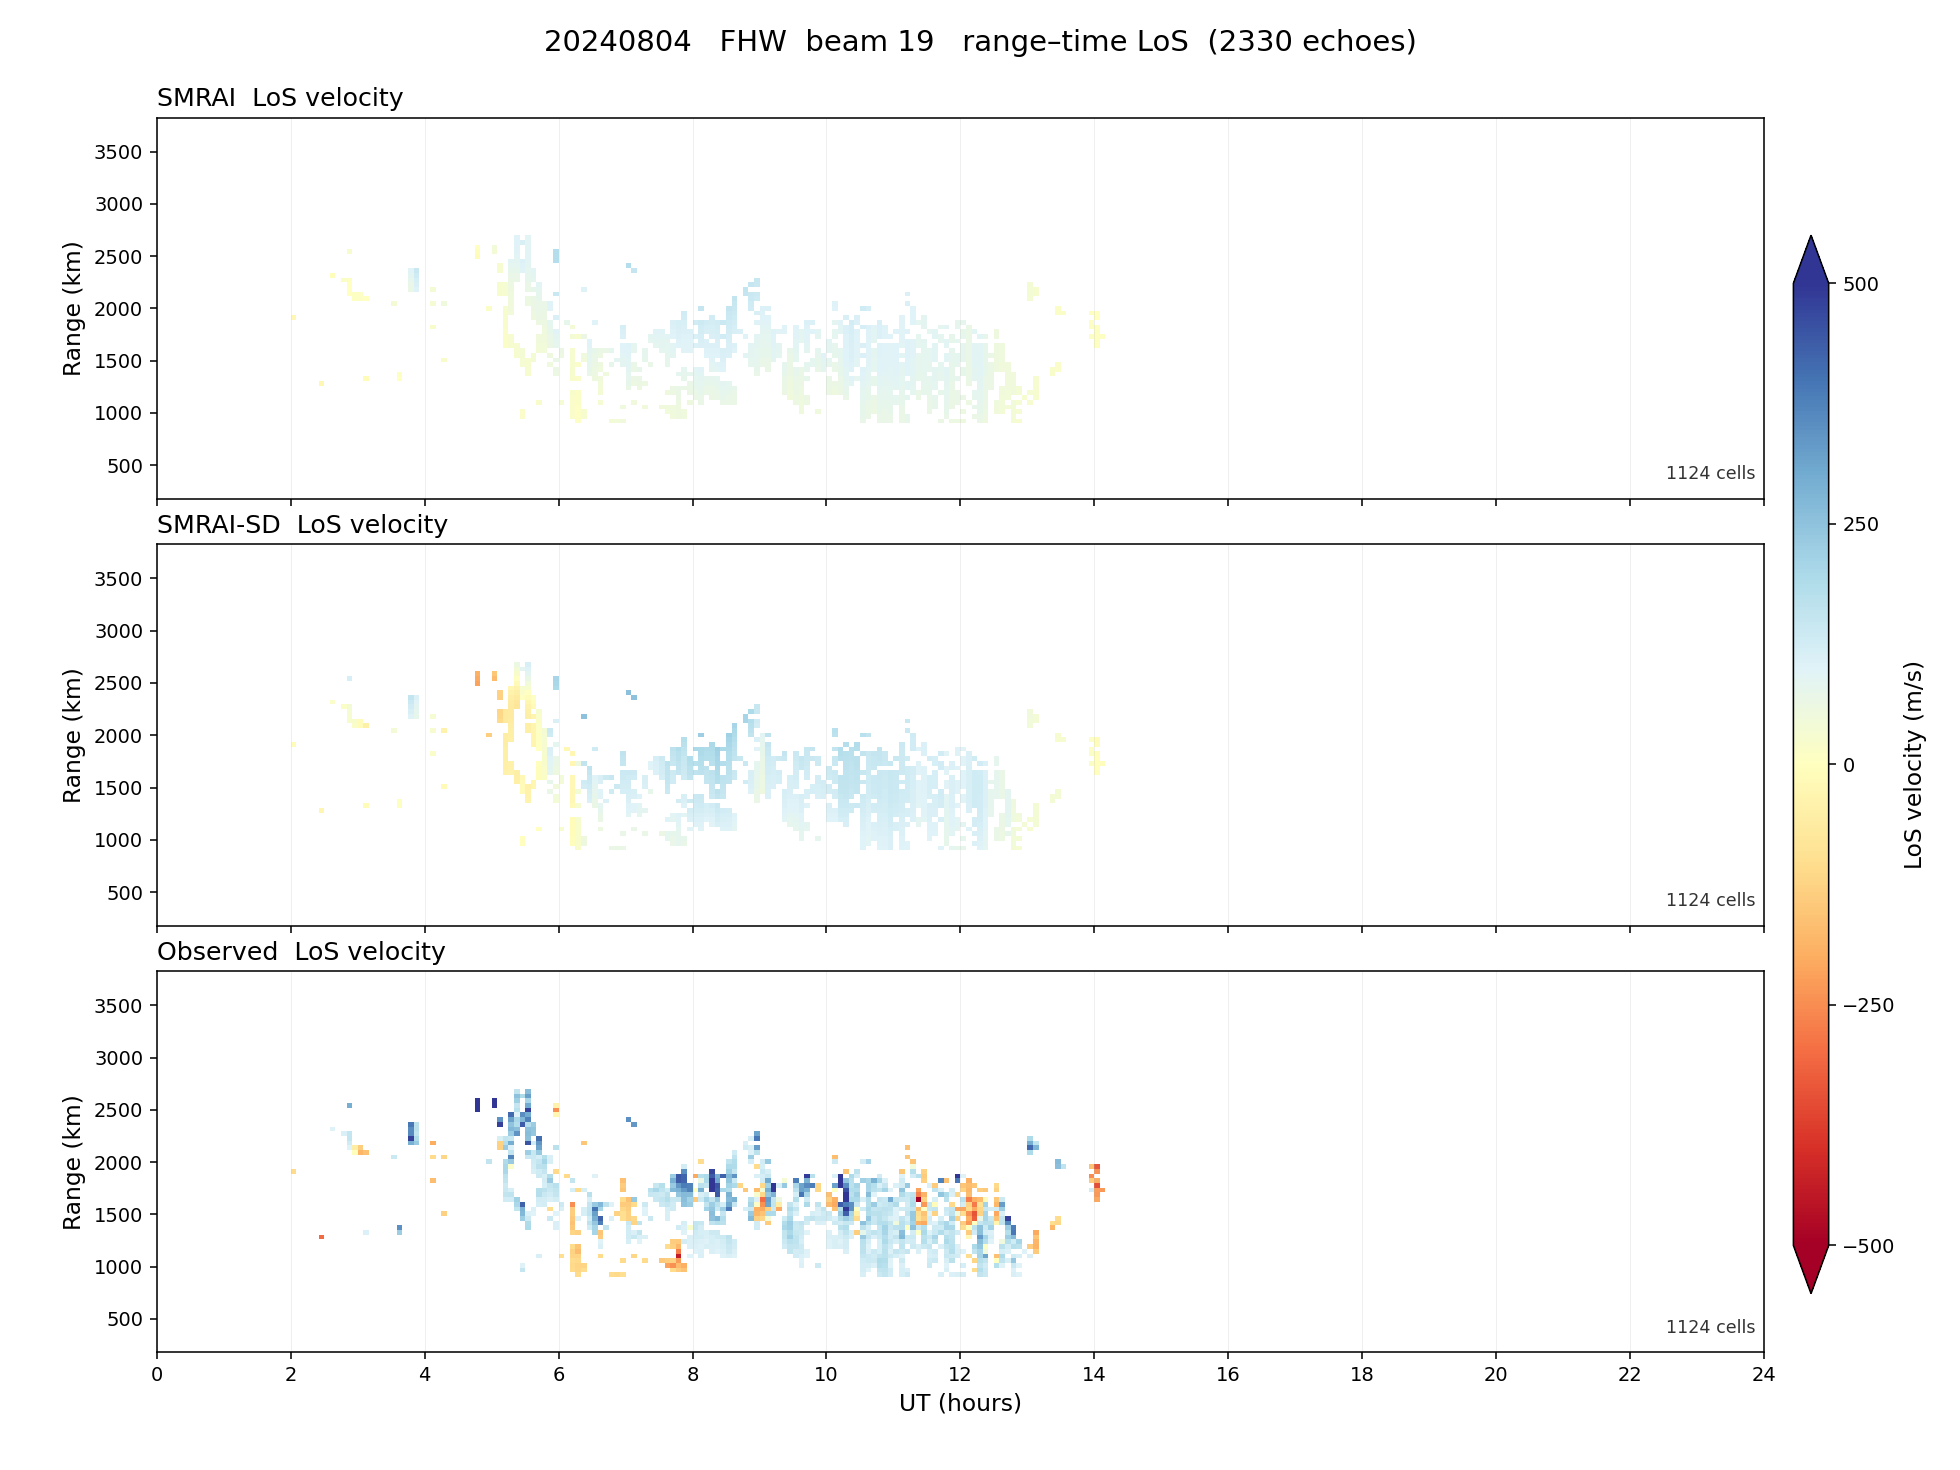 20240804   FHW  beam 19   range–time LoS  (2330 echoes)
SMRAI  LoS velocity
3500
3000
2500
2000
1500
1000
500
Range (km)
1124 cells
SMRAI-SD  LoS velocity
3500
3000
2500
2000
1500
1000
500
Range (km)
1124 cells
Observed  LoS velocity
3500
3000
2500
2000
1500
1000
500
Range (km)
1124 cells
0 2 4 6 8 10 12 14 16 18 20 22 24
UT (hours)
500
250
0
−250
−500
LoS velocity (m/s)